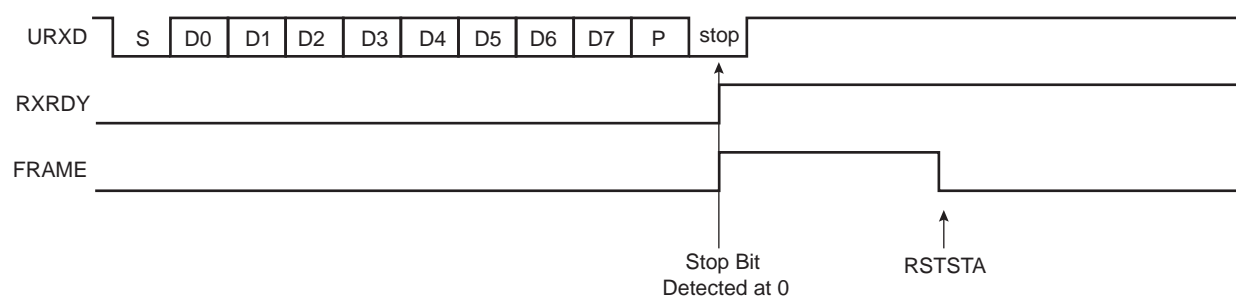 URXD S D0 D1 D2 D3 D4 D5 D6 D7 P stop
RXRDY
FRAME
Stop Bit
Detected at 0
RSTSTA